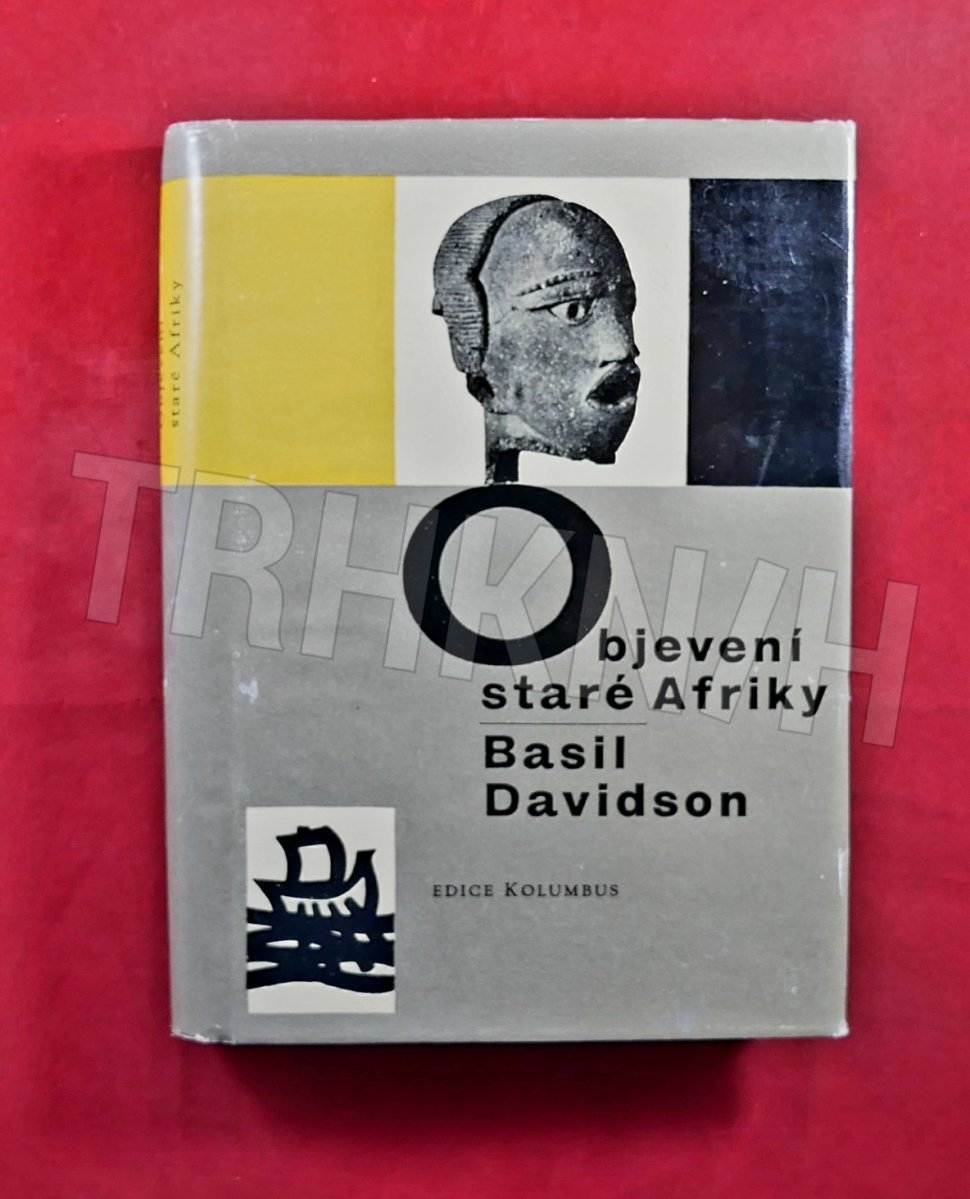 staré Afriky
Objevení
staré Afriky
Basil
Davidson
EDICE KOLUMBUS
TRHKNIH